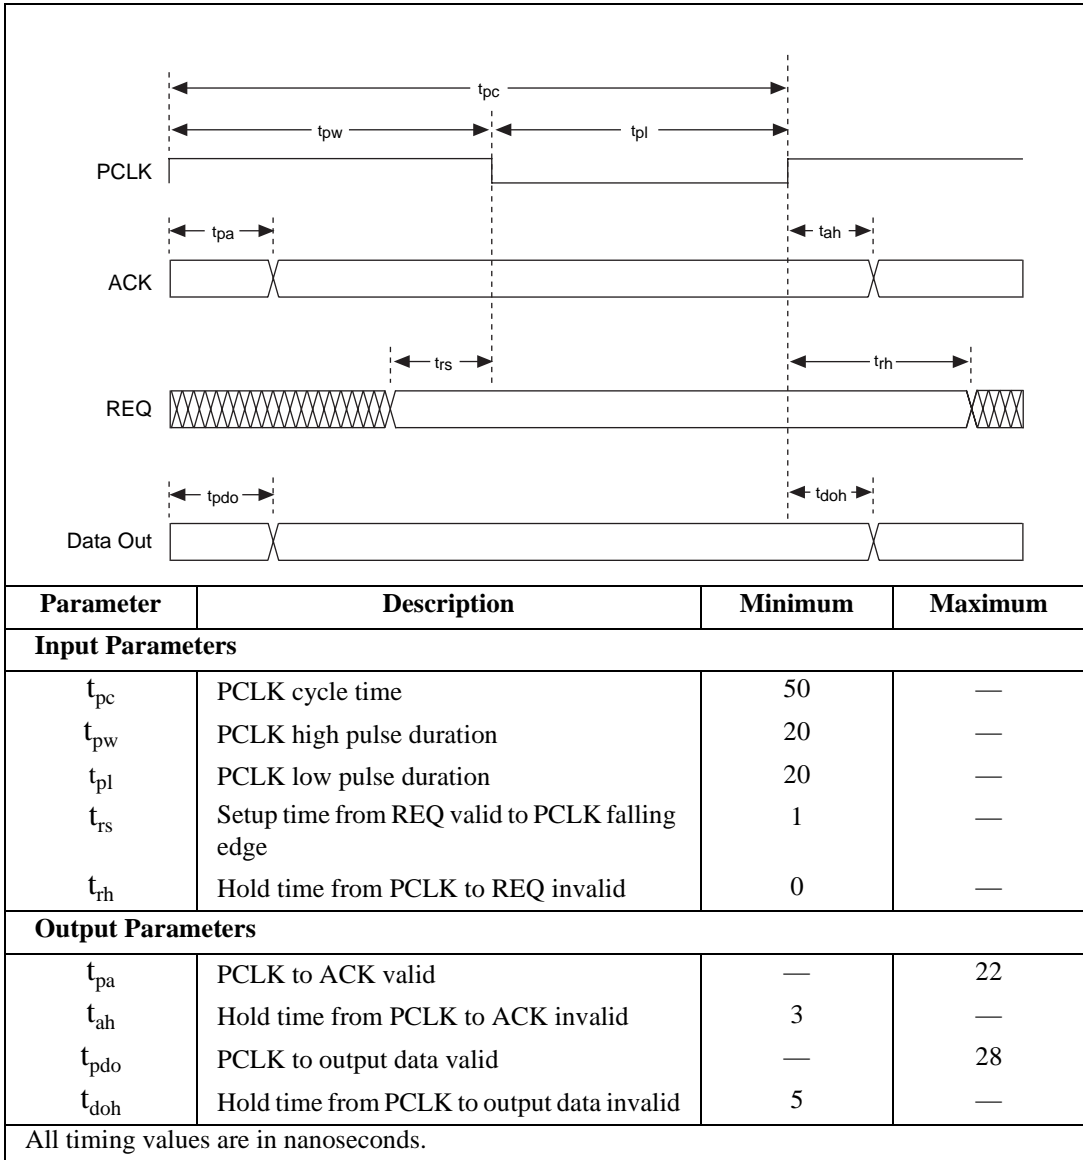 tpc
tpw tpl
PCLK
tpa tah
ACK
trs trh
REQ
tpdo tdoh
Data Out
Parameter Description Minimum Maximum
Input Parameters
tpc PCLK cycle time 50 —
tpw PCLK high pulse duration 20 —
tpl PCLK low pulse duration 20 —
trs Setup time from REQ valid to PCLK falling 1 —
edge
trh Hold time from PCLK to REQ invalid 0 —
Output Parameters
tpa PCLK to ACK valid — 22
tah Hold time from PCLK to ACK invalid 3 —
tpdo PCLK to output data valid — 28
tdoh Hold time from PCLK to output data invalid 5 —
All timing values are in nanoseconds.